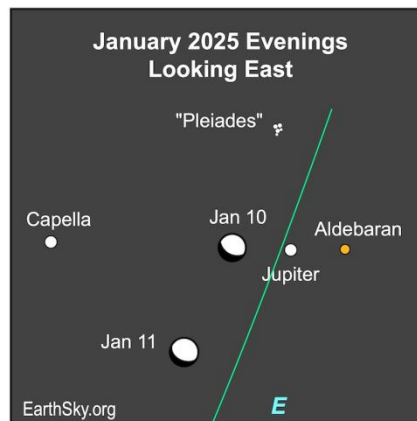 January 2025 Evenings
Looking East
"Pleiades"
Capella
Jan 10
Aldebaran
Jupiter
Jan 11
EarthSky.org
E